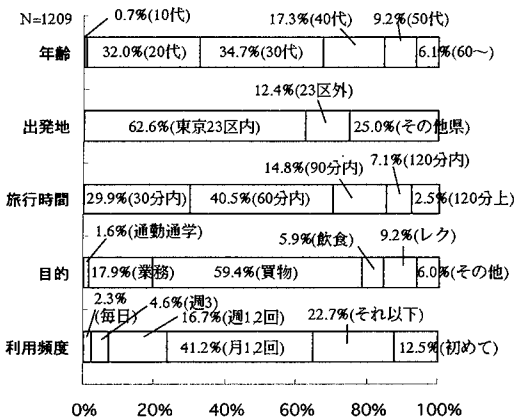 N=1209
0.7%(10代)
17.3%(40代)
9.2%(50代)
年齢
32.0%(20代)
34.7%(30代)
6.1%(60～)
12.4%(23区外)
出発地
62.6%(東京23区内)
25.0%(その他県)
14.8%(90分内)
7.1%(120分内)
旅行時間
29.9%(30分内)
40.5%(60分内)
2.5%(120分上)
1.6%(通勤通学)
5.9%(飲食)
9.2%(レク)
目的
17.9%(業務)
59.4%(買物)
6.0%(その他)
2.3%
(毎日)
4.6%(週3)
16.7%(週1,2回)
22.7%(それ以下)
利用頻度
41.2%(月1,2回)
12.5%(初めて)
0%
20%
40%
60%
80%
100%